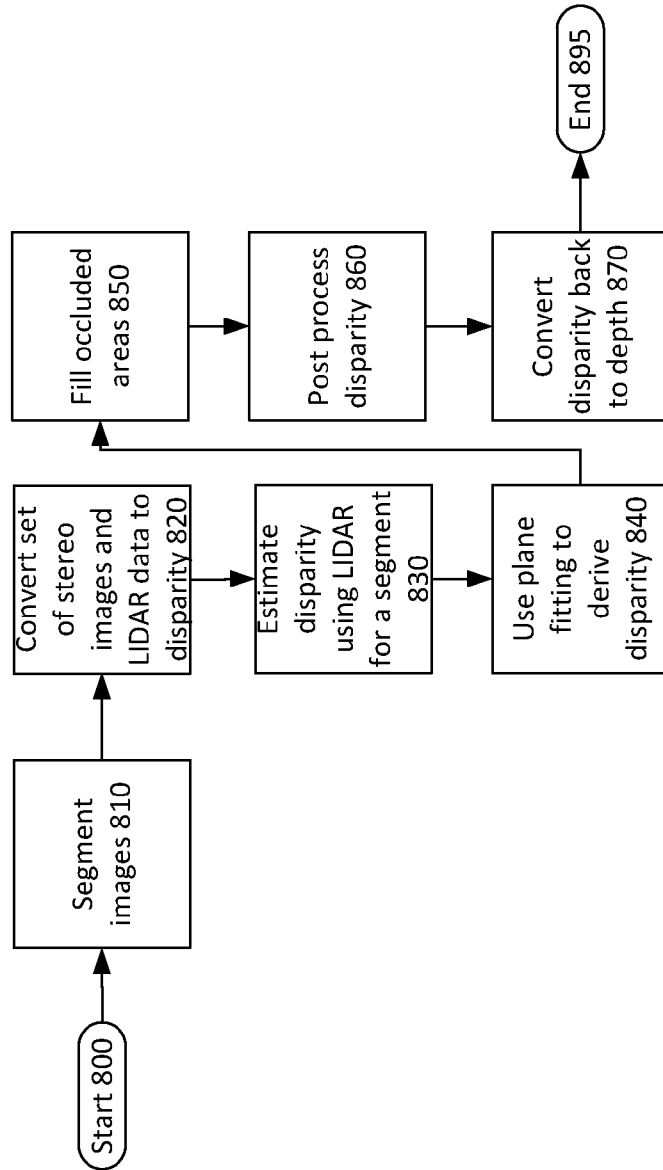 Start 800
Segment
images 810
Convert set
of stereo
images and
LIDAR data to
disparity 820
Estimate
disparity
using LIDAR
for a segment
830
Use plane
fitting to
derive
disparity 840
Fill occluded
areas 850
Post process
disparity 860
Convert
disparity back
to depth 870
End 895